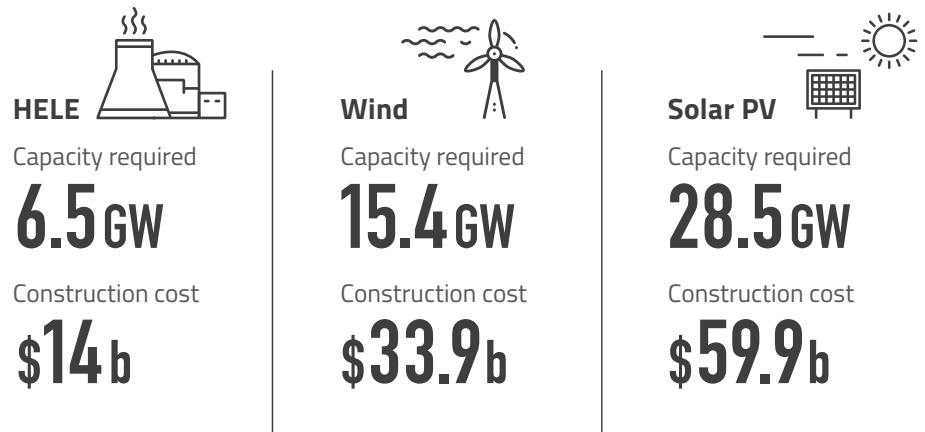 HELE
Capacity required
6.5GW
Construction cost
$14b
Wind
Capacity required
15.4GW
Construction cost
$33.9b
Solar PV
Capacity required
28.5GW
Construction cost
$59.9b